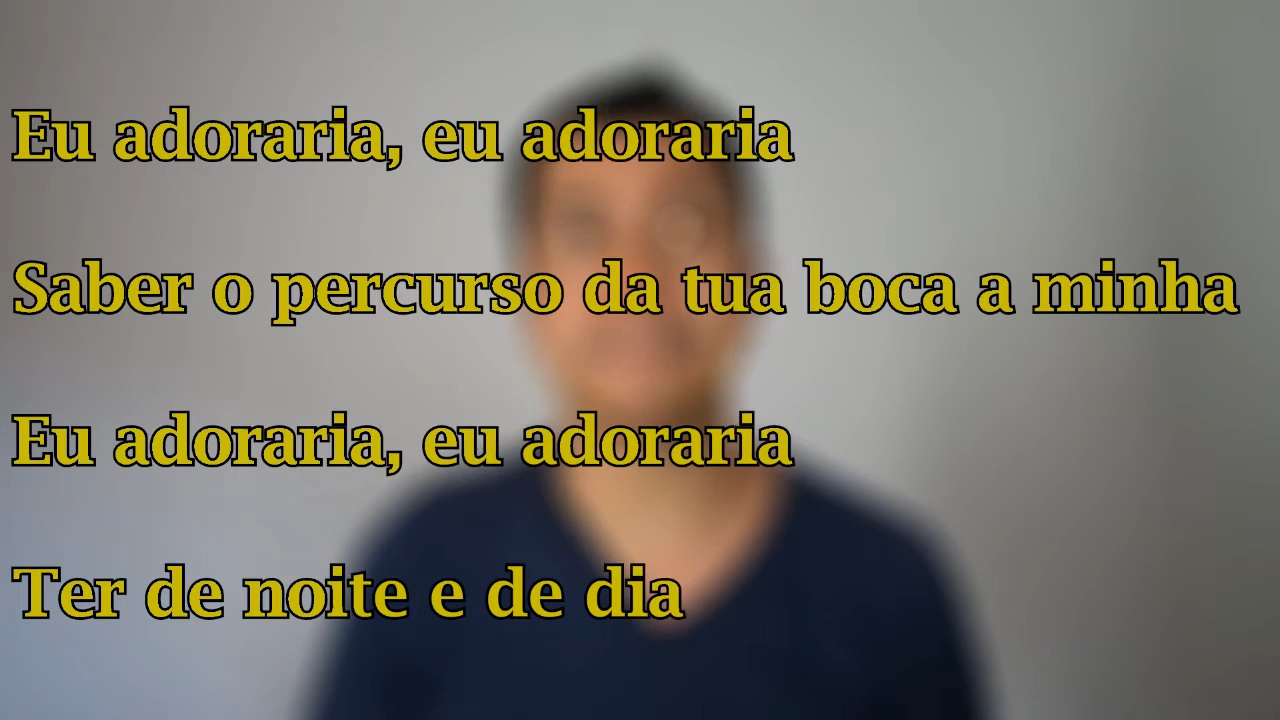 Eu adoraria, eu adoraria
Saber o percurso da tua boca a minha
Eu adoraria, eu adoraria
Ter de noite e de dia